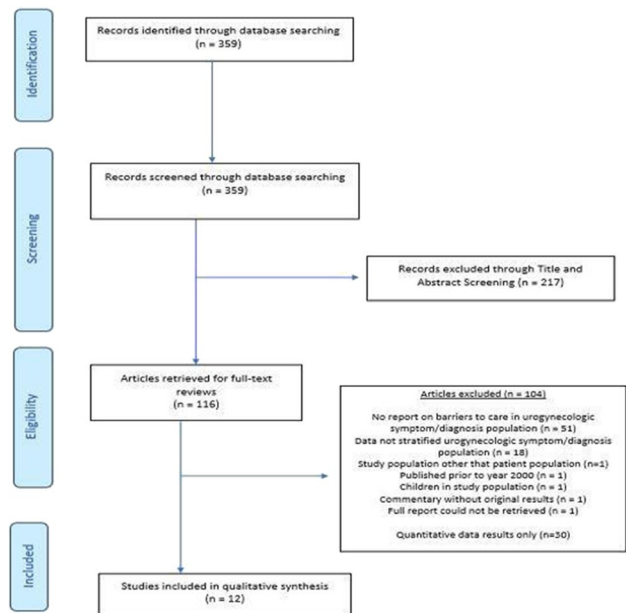 Identification
Records identified through database searching
(n = 359)
Screening
Records screened through database searching
(n = 359)
Records excluded through Title and
Abstract Screening (n = 217)
Eligibility
Articles retrieved for full-text
reviews
(n = 116)
Articles excluded (n = 104)
No report on barriers to care in urogynecologic
symptom/diagnosis population (n = 51)
Data not stratified urogynecologic symptom/diagnosis
population (n = 18)
Study population other that patient population (n=1)
Published prior to year 2000 (n = 1)
Children in study population (n = 1)
Commentary without original results (n = 1)
Full report could not be retrieved (n = 1)
Quantitative data results only (n=30)
Included
Studies included in qualitative synthesis
(n = 12)